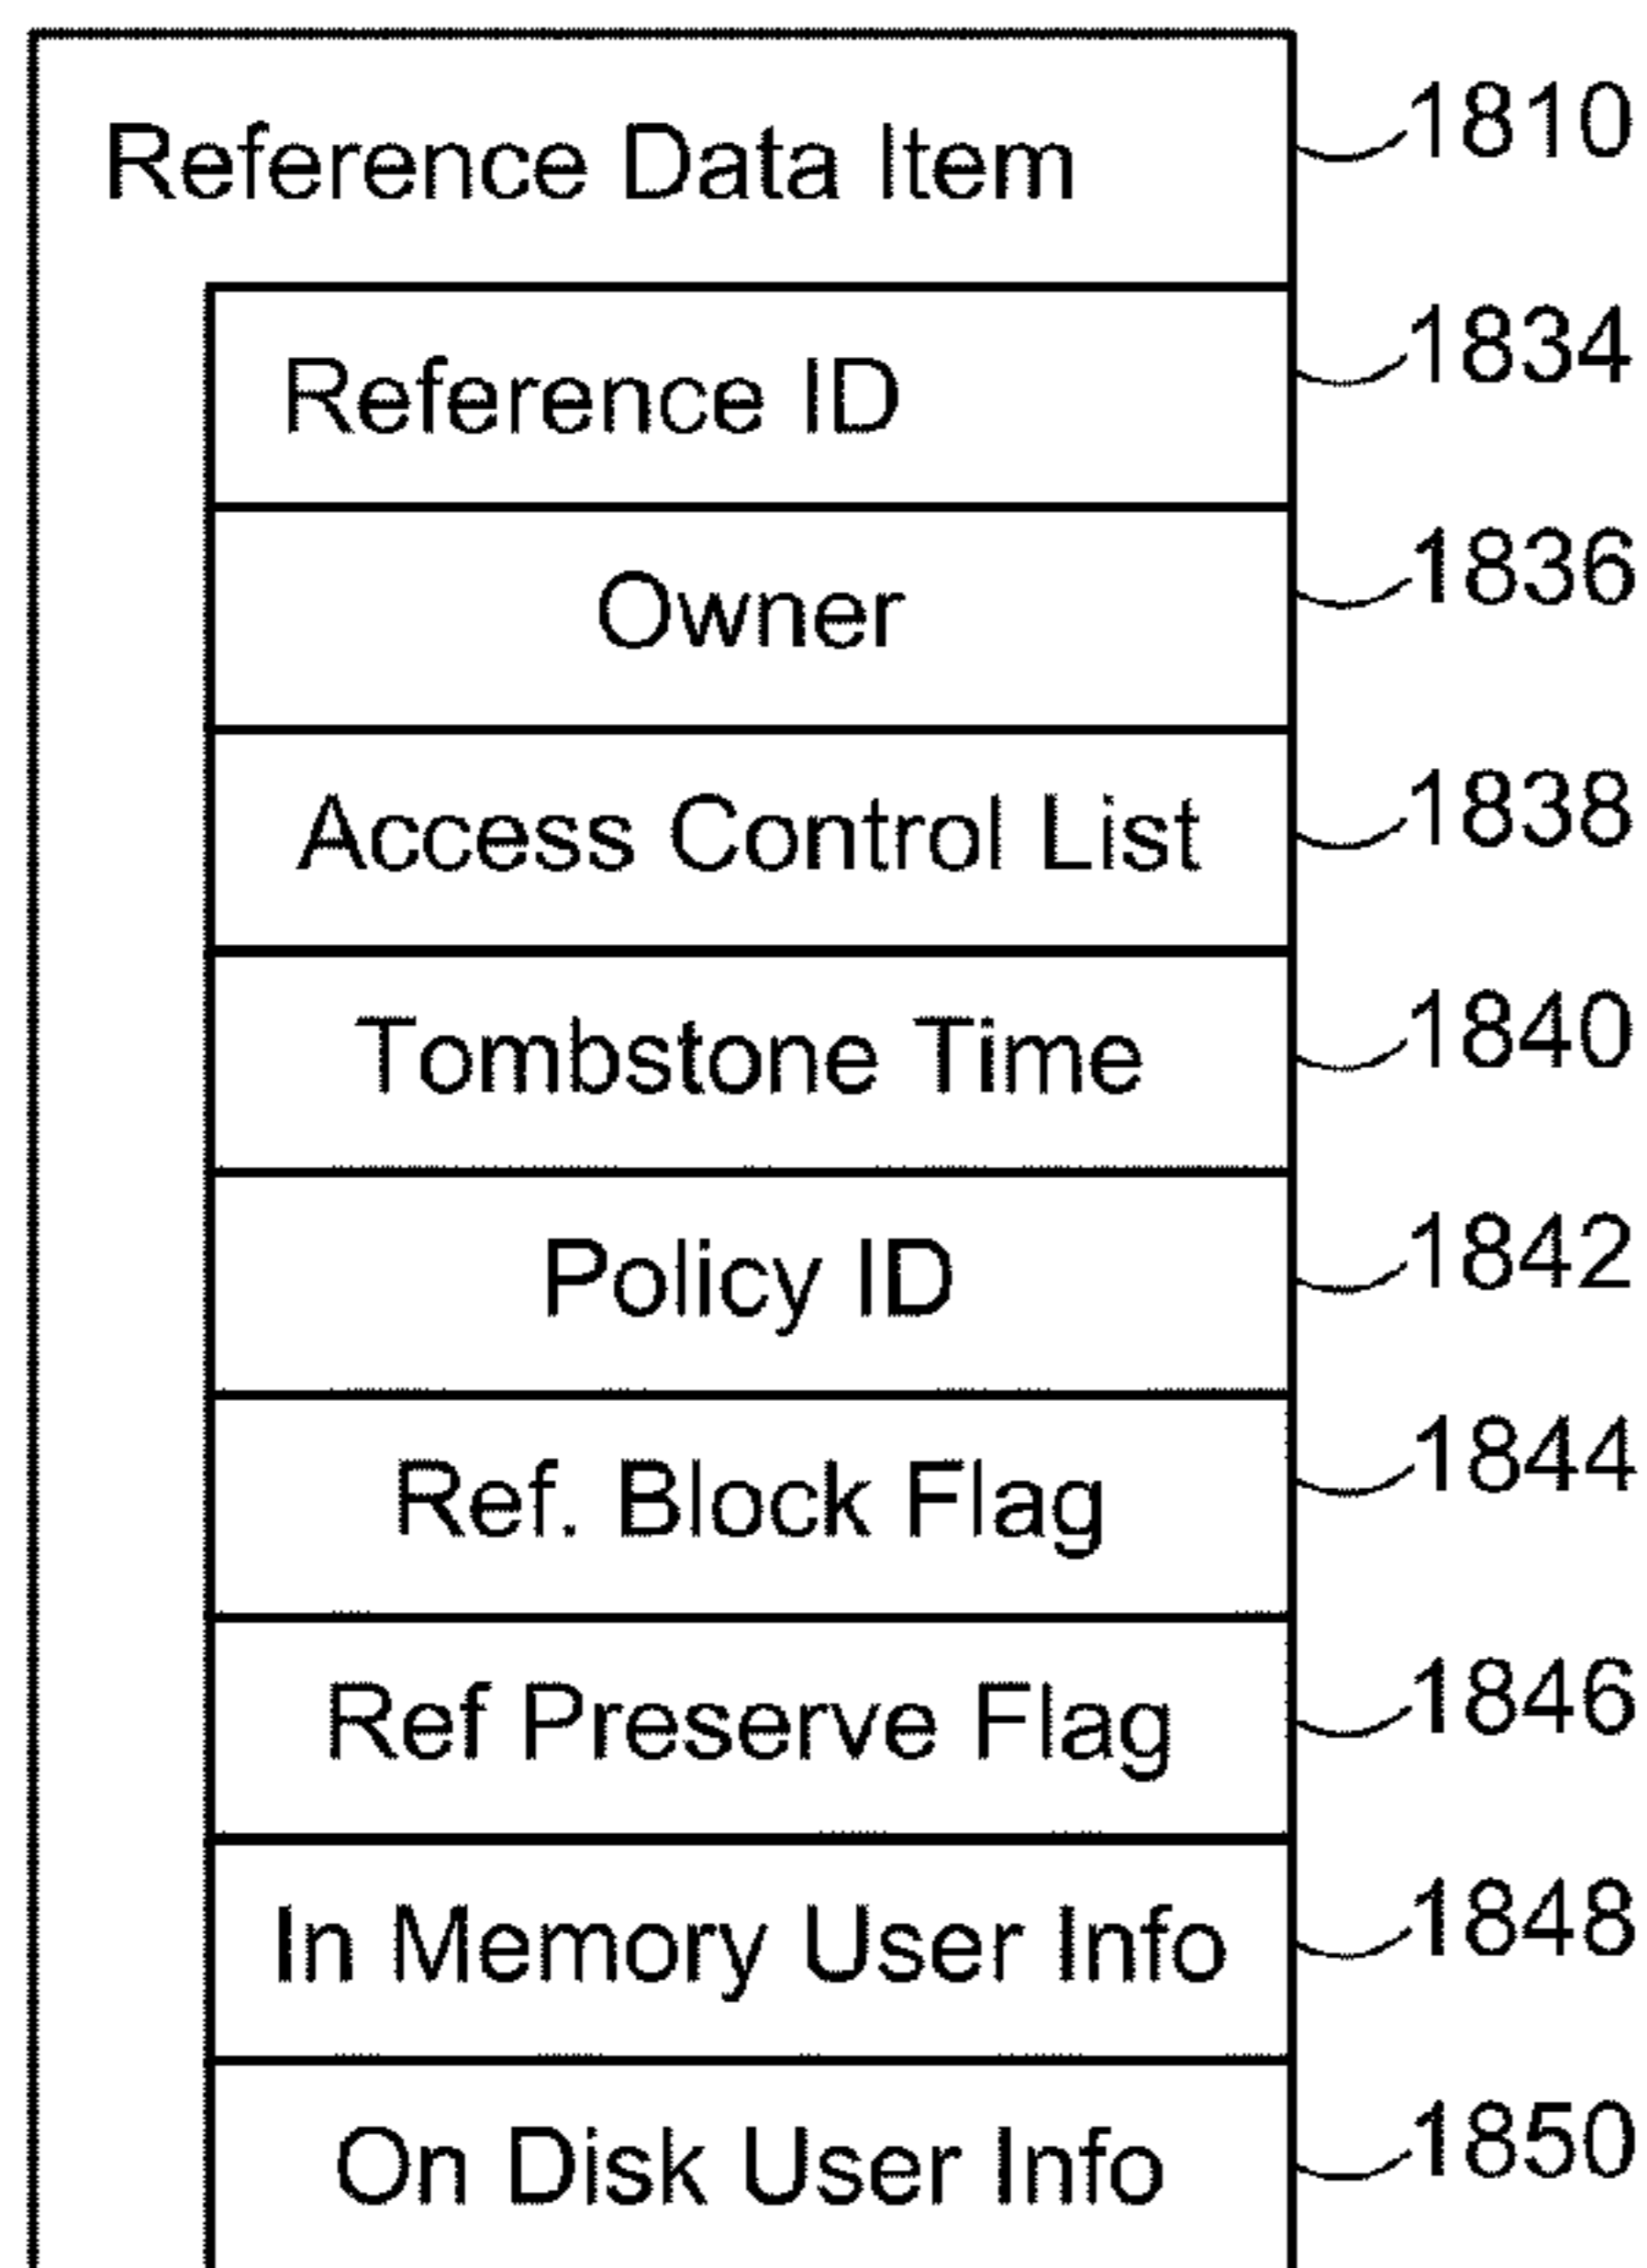 Reference Data Item 1810
Reference ID 1834
Owner 1836
Access Control List 1838
Tombstone Time 1840
Policy ID 1842
Ref. Block Flag 1844
Ref Preserve Flag 1846
In Memory User Info 1848
On Disk User Info 1850